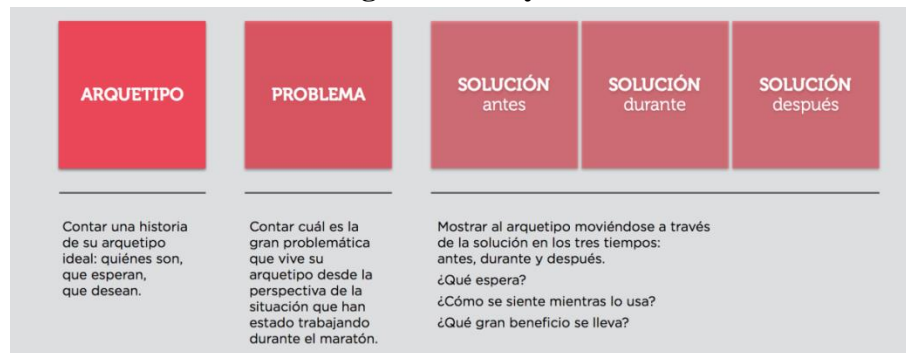 ARQUETIPO
PROBLEMA
SOLUCIÓN
antes
SOLUCIÓN
durante
SOLUCIÓN
después
Contar una historia
de su arquetipo
ideal: quiénes son,
que esperan,
que desean.
Contar cuál es la
gran problemática
que vive su
arquetipo desde la
perspectiva de la
situación que han
estado trabajando
durante el maratón.
Mostrar al arquetipo moviéndose a través
de la solución en los tres tiempos:
antes, durante y después.
¿Qué espera?
¿Cómo se siente mientras lo usa?
¿Qué gran beneficio se lleva?